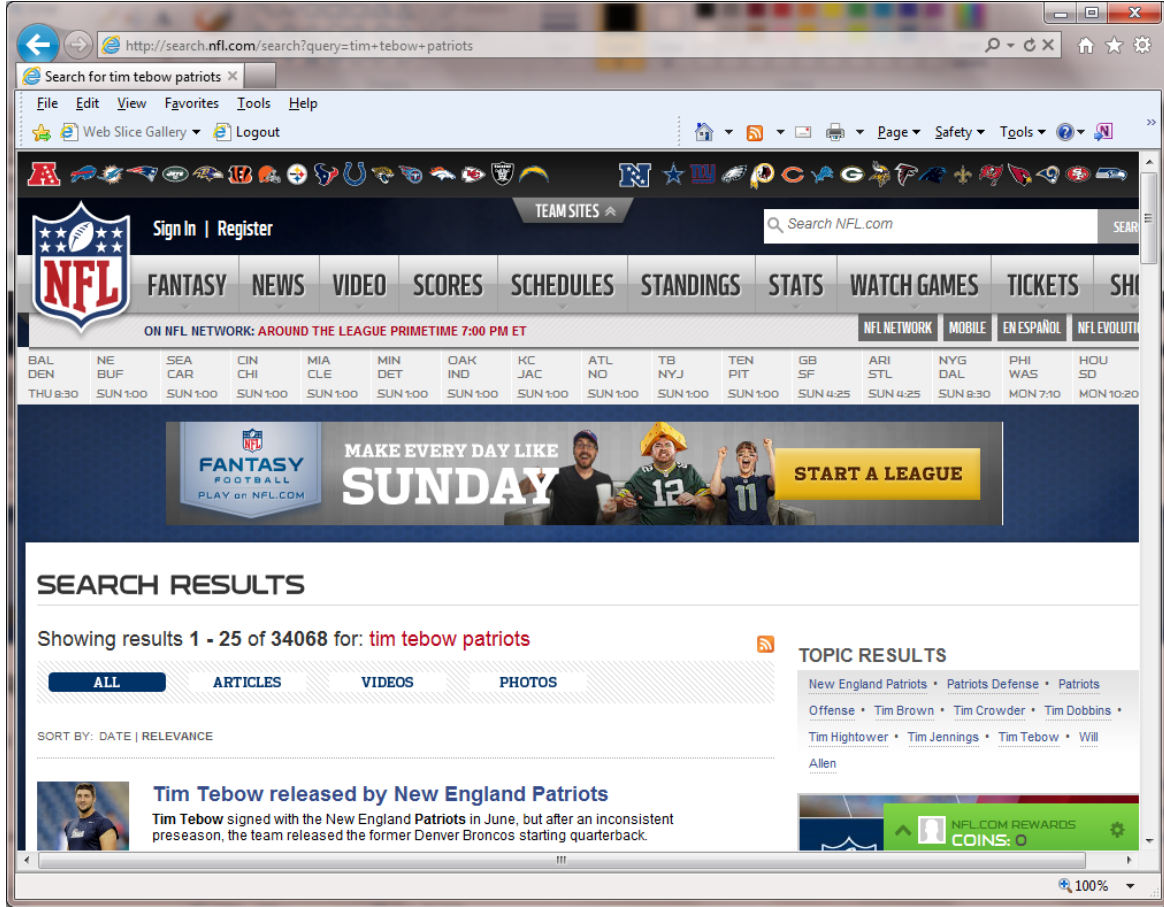 http://search.nfl.com/search?query=tim+tebow+patriots
Search for tim tebow patriots
File Edit View Favorites Tools Help
Web Slice Gallery Logout
Page Safety Tools
TEAM SITES
Sign In | Register
Search NFL.com
SEAR
NFL
FANTASY NEWS VIDEO SCORES SCHEDULES STANDINGS STATS WATCH GAMES TICKETS SHO
ON NFL NETWORK: AROUND THE LEAGUE PRIMETIME 7:00 PM ET
NFL NETWORK MOBILE EN ESPAÑOL NFL EVOLUTI
BAL NE SEA CIN MIA MIN OAK KC ATL TB TEN GB ARI NYG PHI HOU
DEN BUF CAR CHI CLE DET IND JAC NO NYJ PIT SF STL DAL WAS SD
THU 8:30 SUN 1:00 SUN 1:00 SUN 1:00 SUN 1:00 SUN 1:00 SUN 1:00 SUN 1:00 SUN 1:00 SUN 1:00 SUN 1:00 SUN 4:25 SUN 4:25 SUN 8:30 MON 7:10 MON 10:20
NFL
FANTASY
FOOTBALL
PLAY on NFL.COM
MAKE EVERY DAY LIKE
SUNDAY
12
11
START A LEAGUE
SEARCH RESULTS
Showing results 1 - 25 of 34068 for: tim tebow patriots
ALL ARTICLES VIDEOS PHOTOS
SORT BY: DATE | RELEVANCE
Tim Tebow released by New England Patriots
Tim Tebow signed with the New England Patriots in June, but after an inconsistent
preseason, the team released the former Denver Broncos starting quarterback.
TOPIC RESULTS
New England Patriots • Patriots Defense • Patriots
Offense • Tim Brown • Tim Crowder • Tim Dobbins •
Tim Hightower • Tim Jennings • Tim Tebow • Will
Allen
NFL.COM REWARDS
COINS: 0
100%